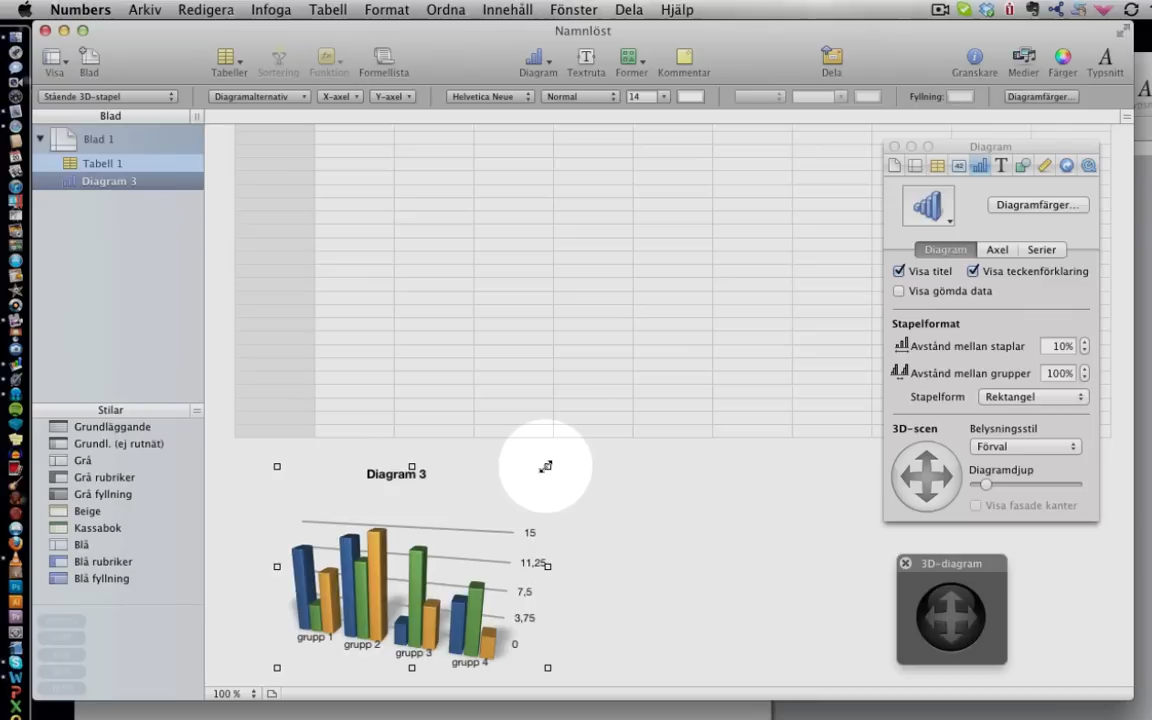 Numbers Arkiv Redigera Infoga Tabell Format Ordna Innehåll Fönster Dela Hjälp
Namnlöst
Visa Blad Tabeller Sortering Funktion Formellista Diagram Textruta Former Kommentar Dela Granskare Medier Färger Typsnitt
Stående 3D-stapel Diagramalternativ X-axel Y-axel Helvetica Neue Normal 14 Fyllning: Diagramfärger...
Blad
Blad 1
Tabell 1
Diagram 3
Stilar
Grundläggande
Grundl. (ej rutnät)
Grå
Grå rubriker
Grå fyllning
Beige
Kassabok
Blå
Blå rubriker
Blå fyllning
Diagram 3
15
11,25
7,5
3,75
0
grupp 1
grupp 2
grupp 3
grupp 4
100 %
Diagram
42
Diagramfärger...
Diagram Axel Serier
Visa titel Visa teckenförklaring
Visa gömda data
Stapelformat
Avstånd mellan staplar 10%
Avstånd mellan grupper 100%
Stapelform Rektangel
3D-scen Belysningsstil
Förval
Diagramdjup
Visa fasade kanter
3D-diagram